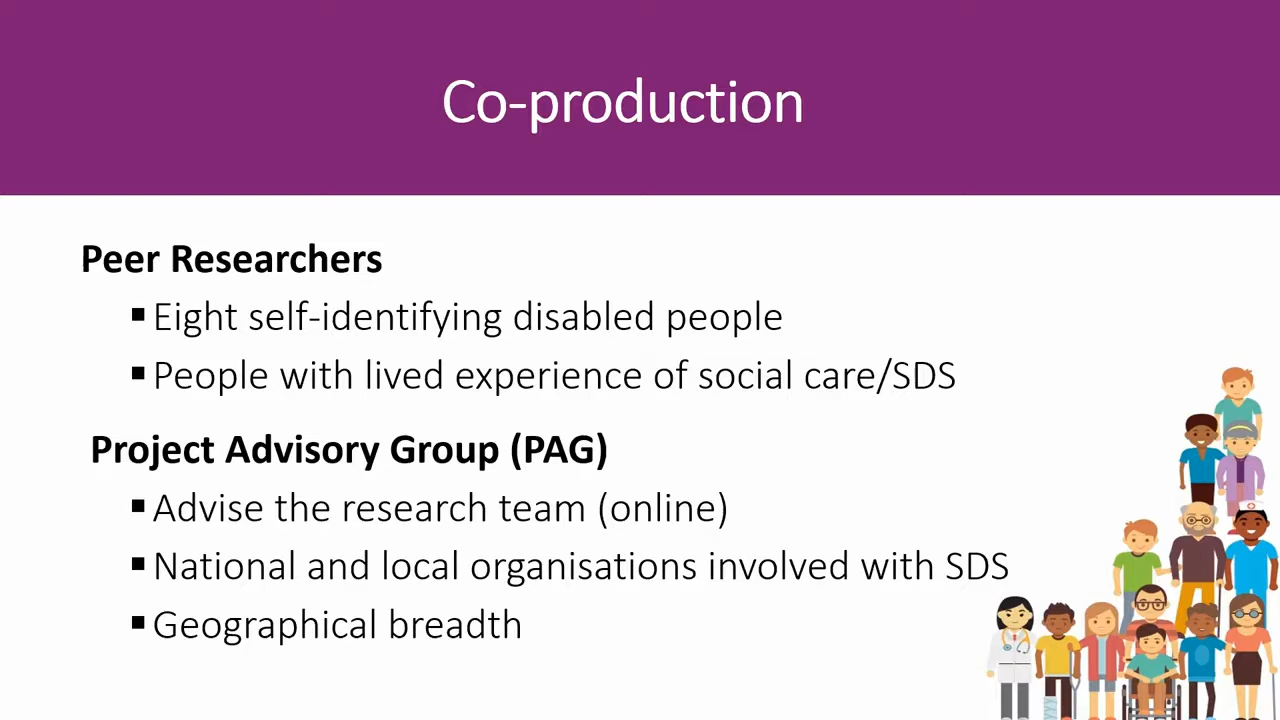 Co-production
Peer Researchers
▪Eight self-identifying disabled people
▪People with lived experience of social care/SDS
Project Advisory Group (PAG)
▪Advise the research team (online)
▪National and local organisations involved with SDS
▪Geographical breadth